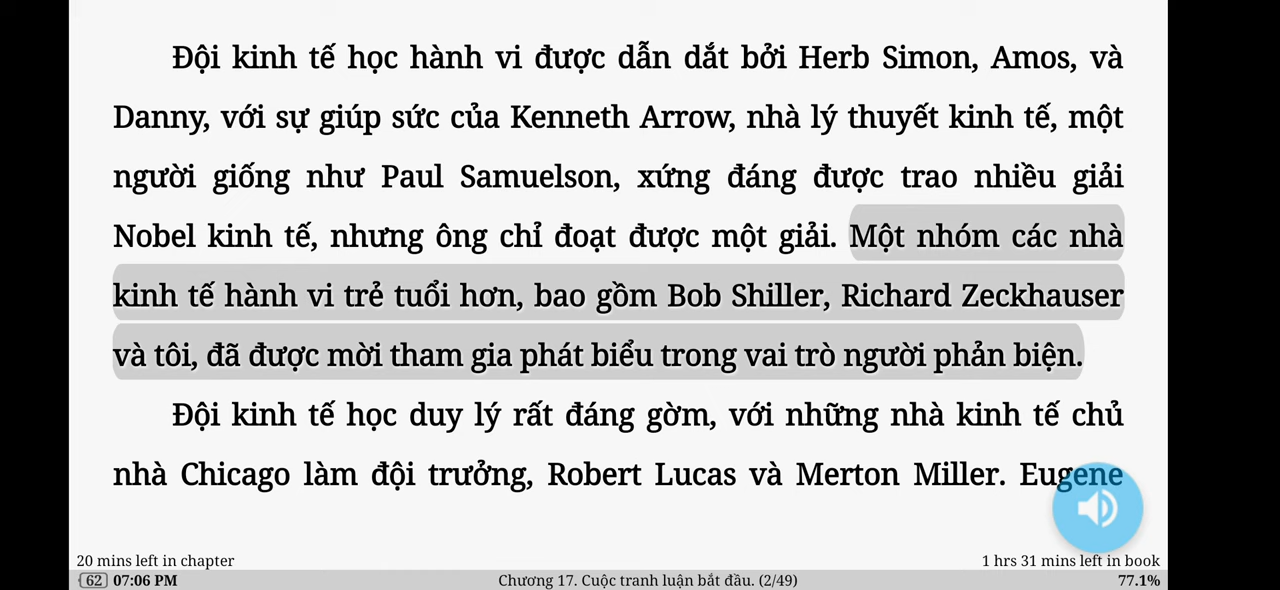 Đội kinh tế học hành vi được dẫn dắt bởi Herb Simon, Amos, và
Danny, với sự giúp sức của Kenneth Arrow, nhà lý thuyết kinh tế, một
người giống như Paul Samuelson, xứng đáng được trao nhiều giải
Nobel kinh tế, nhưng ông chỉ đoạt được một giải. Một nhóm các nhà
kinh tế hành vi trẻ tuổi hơn, bao gồm Bob Shiller, Richard Zeckhauser
và tôi, đã được mời tham gia phát biểu trong vai trò người phản biện.
Đội kinh tế học duy lý rất đáng gờm, với những nhà kinh tế chủ
nhà Chicago làm đội trưởng, Robert Lucas và Merton Miller. Eugene
20 mins left in chapter 1 hrs 31 mins left in book
62 07:06 PM Chương 17. Cuộc tranh luận bắt đầu. (2/49) 77.1%